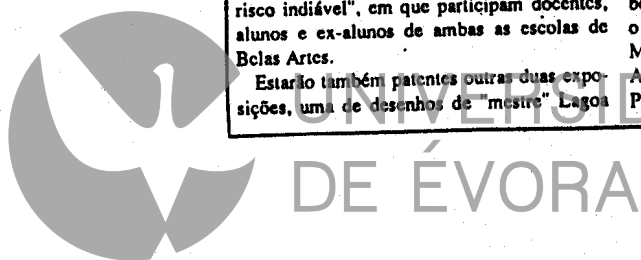 risco indiável", em que participam docentes,
alunos e ex-alunos de ambas as escolas de
Belas Artes.
Estarão também patentes outras duas expo-
sições, uma de desenhos de "mestre" Lagoa
o
M
A
P
UNIVERSID
DE ÉVORA